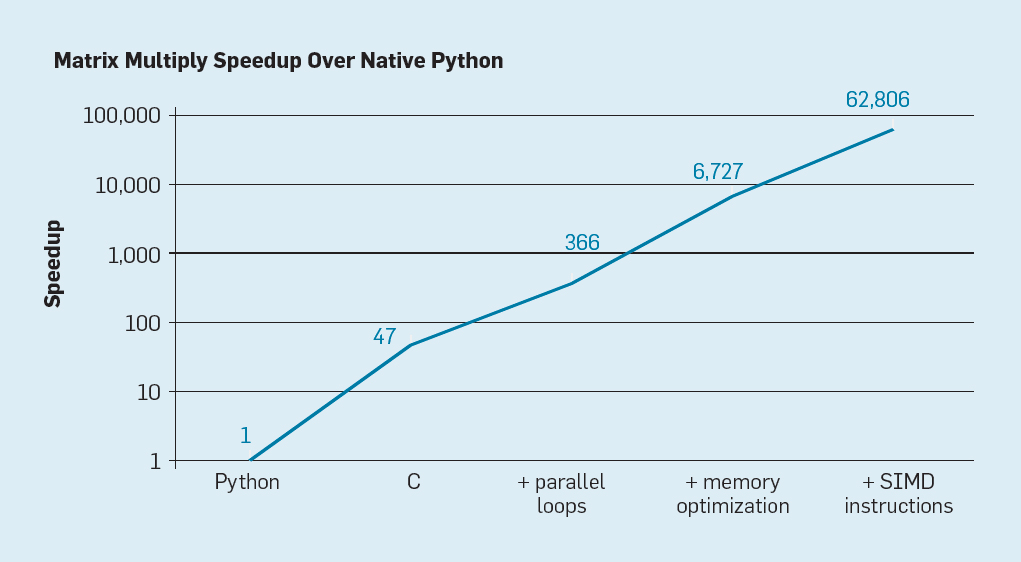 Matrix Multiply Speedup Over Native Python
Speedup
100,000
10,000
1,000
100
10
1
1
47
366
6,727
62,806
Python
C
+ parallel
loops
+ memory
optimization
+ SIMD
instructions